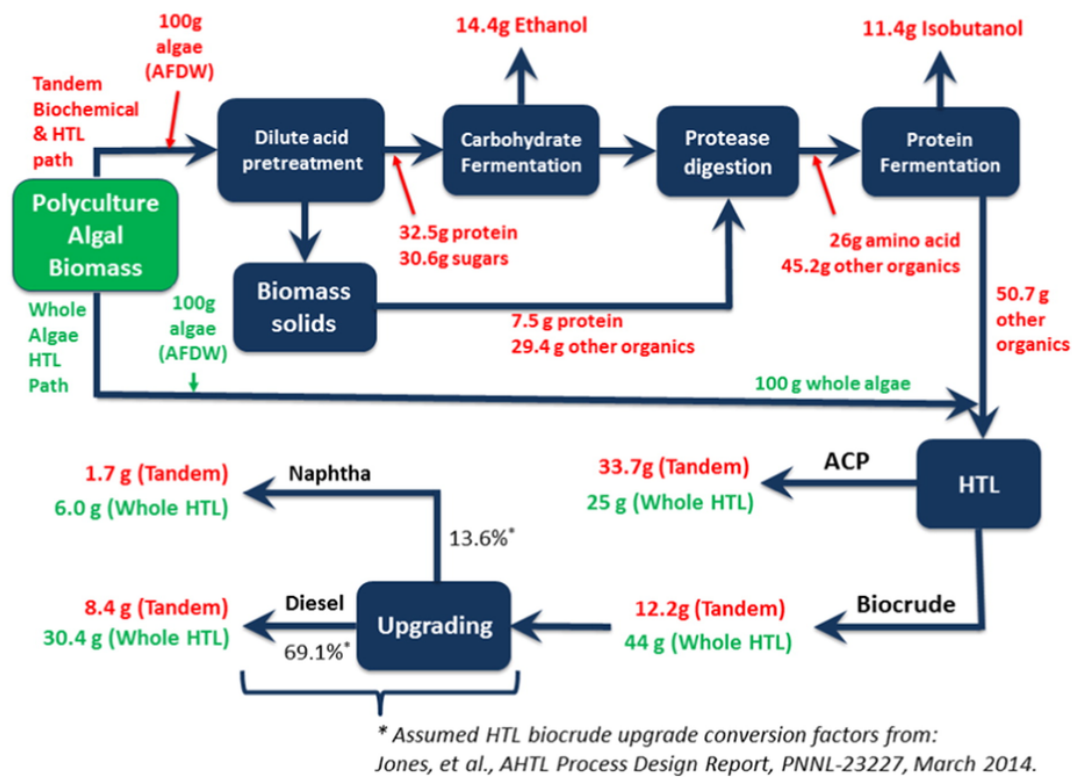 100g
algae
(AFDW)
14.4g Ethanol
11.4g Isobutanol
Tandem
Biochemical
& HTL
path
Dilute acid
pretreatment
Carbohydrate
Fermentation
Protease
digestion
Protein
Fermentation
Polyculture
Algal
Biomass
32.5g protein
30.6g sugars
26g amino acid
45.2g other organics
Biomass
solids
7.5 g protein
29.4 g other organics
50.7 g
other
organics
Whole
Algae
HTL
Path
100g
algae
(AFDW)
100 g whole algae
1.7 g (Tandem)
6.0 g (Whole HTL)
Naphtha
13.6%*
33.7g (Tandem)
25 g (Whole HTL)
ACP
HTL
8.4 g (Tandem)
30.4 g (Whole HTL)
Diesel
69.1%*
Upgrading
12.2g (Tandem)
44 g (Whole HTL)
Biocrude
* Assumed HTL biocrude upgrade conversion factors from:
Jones, et al., AHTL Process Design Report, PNNL-23227, March 2014.